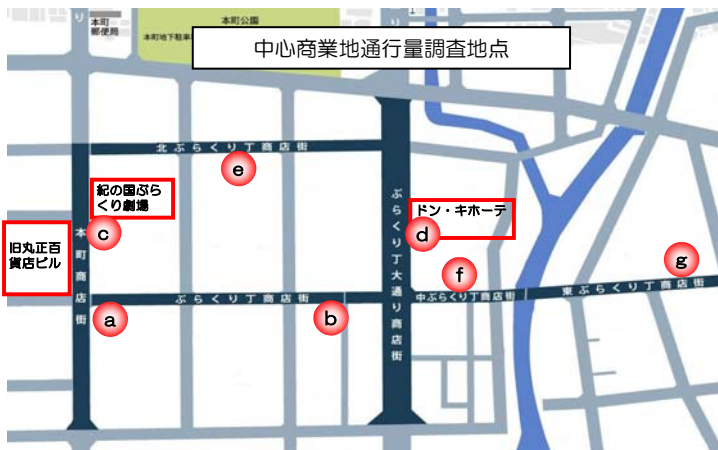 り
本町
郵便局
本町公園
本町地下駐車
り
中心商業地通行量調査地点
北ぶらくり丁商店街
e
紀の国ぶら
くり劇場
c
旧丸正百
貨店ビル
本町商店街
ぶらくり丁大通り商店街
ドン・キホーテ
d
f
g
a
ぶらくり丁商店街
b
中ぶらくり丁商店街
東ぶらくり丁商店街